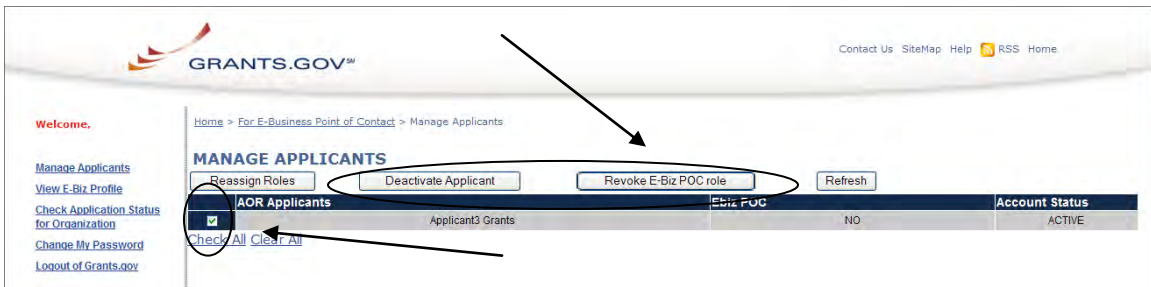 GRANTS.GOV℠
Contact Us SiteMap Help RSS Home
Welcome,
Home > For E-Business Point of Contact > Manage Applicants
Manage Applicants
View E-Biz Profile
Check Application Status
for Organization
Change My Password
Logout of Grants.gov
MANAGE APPLICANTS
Reassign Roles Deactivate Applicant Revoke E-Biz POC role Refresh
AOR Applicants Ebiz POC Account Status
Applicant3 Grants NO ACTIVE
Check All Clear All